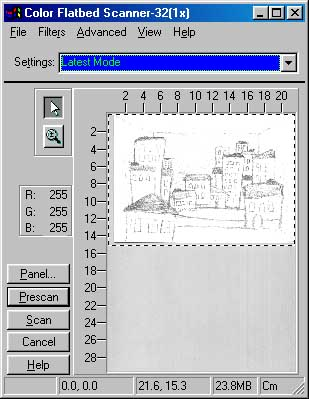 Color Flatbed Scanner-32(1x)
File Filters Advanced View Help
Settings: Latest Mode
2 4 6 8 10 12 14 16 18 20
2
4
6
8
10
12
14
16
18
20
22
24
26
28
R: 255
G: 255
B: 255
Panel...
Prescan
Scan
Cancel
Help
0.0, 0.0 21.6, 15.3 23.8MB Cm